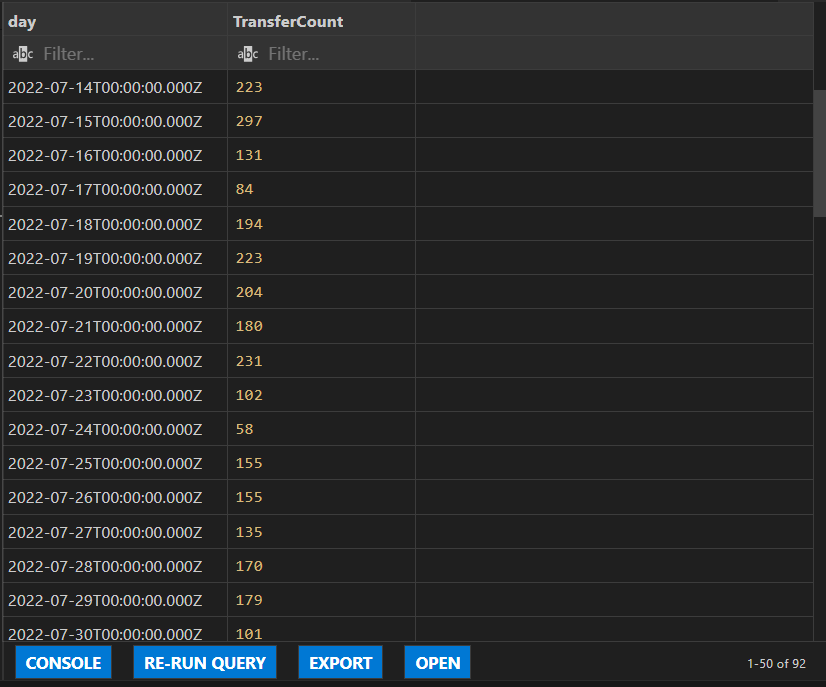 day TransferCount
abc Filter... abc Filter...
2022-07-14T00:00:00.000Z 223
2022-07-15T00:00:00.000Z 297
2022-07-16T00:00:00.000Z 131
2022-07-17T00:00:00.000Z 84
2022-07-18T00:00:00.000Z 194
2022-07-19T00:00:00.000Z 223
2022-07-20T00:00:00.000Z 204
2022-07-21T00:00:00.000Z 180
2022-07-22T00:00:00.000Z 231
2022-07-23T00:00:00.000Z 102
2022-07-24T00:00:00.000Z 58
2022-07-25T00:00:00.000Z 155
2022-07-26T00:00:00.000Z 155
2022-07-27T00:00:00.000Z 135
2022-07-28T00:00:00.000Z 170
2022-07-29T00:00:00.000Z 179
2022-07-30T00:00:00.000Z 101
CONSOLE RE-RUN QUERY EXPORT OPEN 1-50 of 92